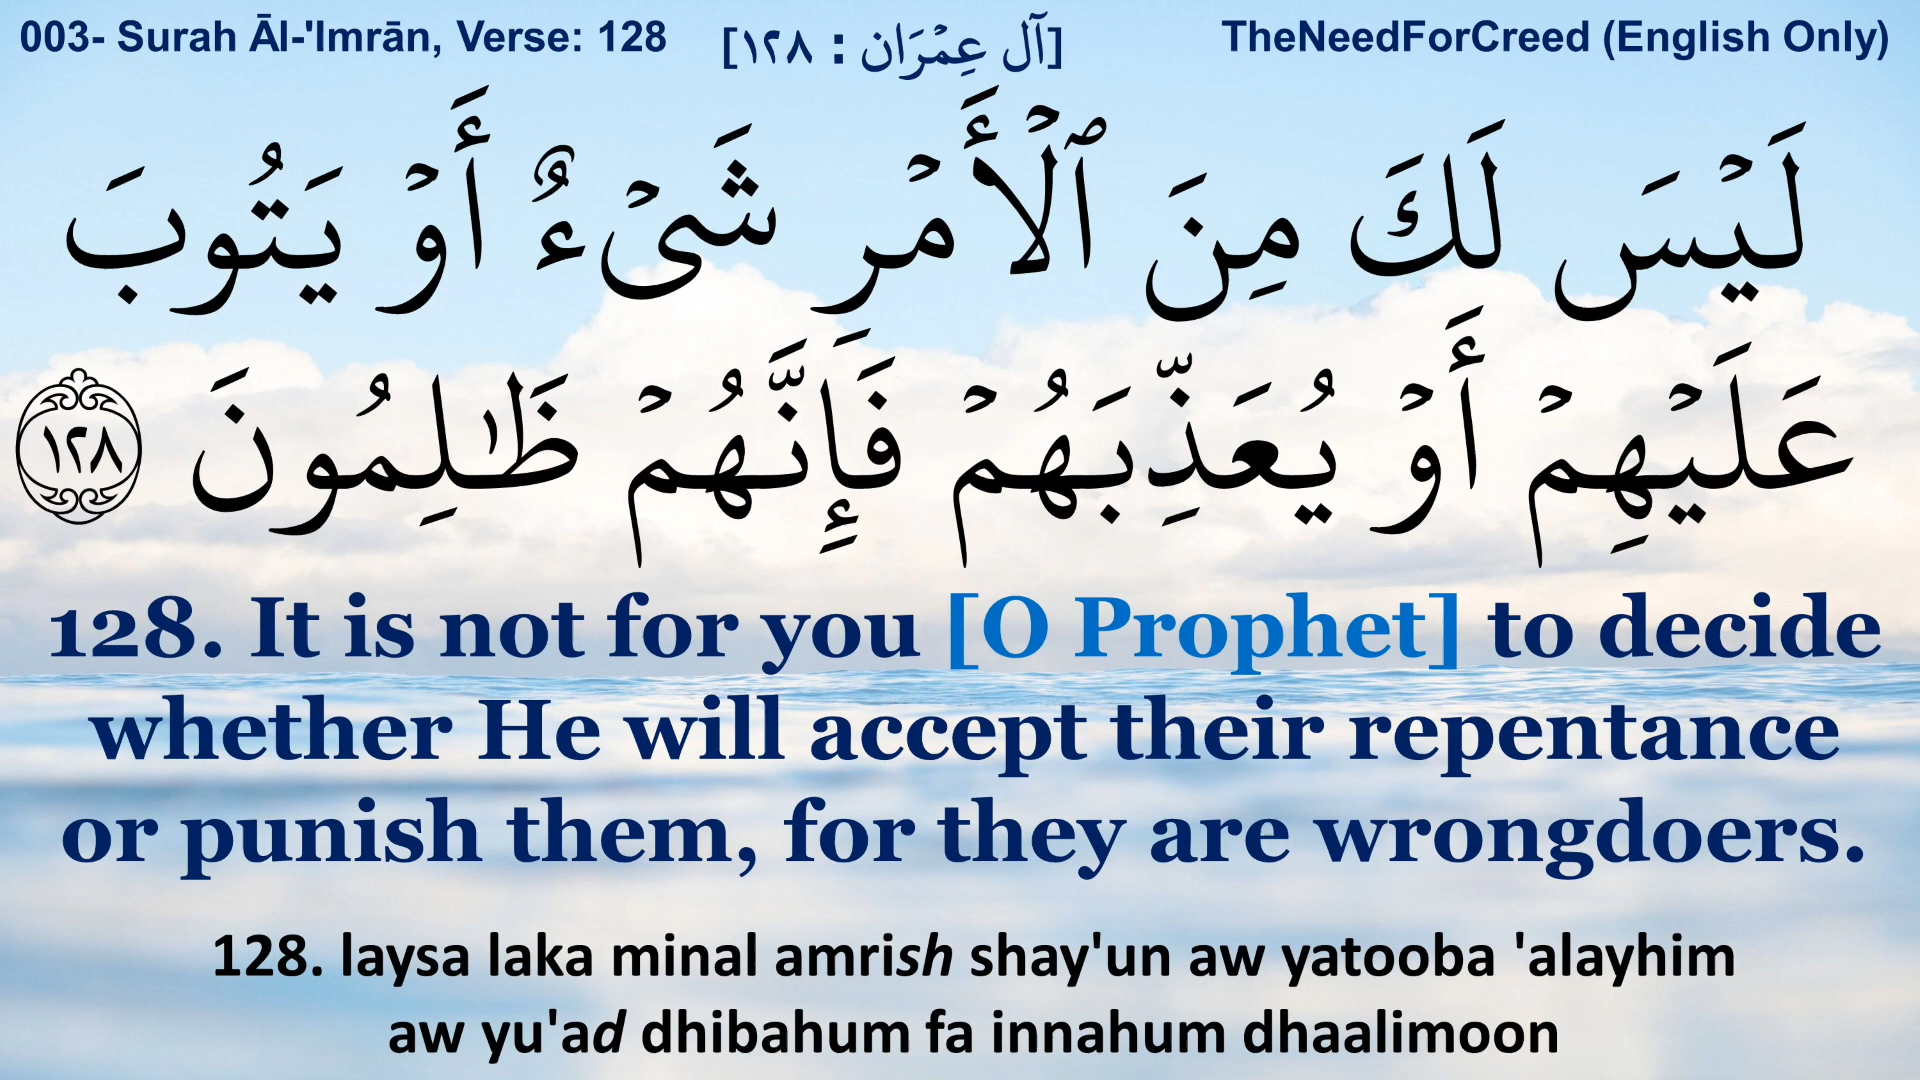 003- Surah Āl-'Imrān, Verse: 128
[آل عِمْرَان : ١٢٨]
TheNeedForCreed (English Only)
لَيْسَ لَكَ مِنَ ٱلْأَمْرِ شَىْءٌ أَوْ يَتُوبَ
عَلَيْهِمْ أَوْ يُعَذِّبَهُمْ فَإِنَّهُمْ ظَـٰلِمُونَ ١٢٨
128. It is not for you [O Prophet] to decide
whether He will accept their repentance
or punish them, for they are wrongdoers.
128. laysa laka minal amrish shay'un aw yatooba 'alayhim
aw yu'ad dhibahum fa innahum dhaalimoon